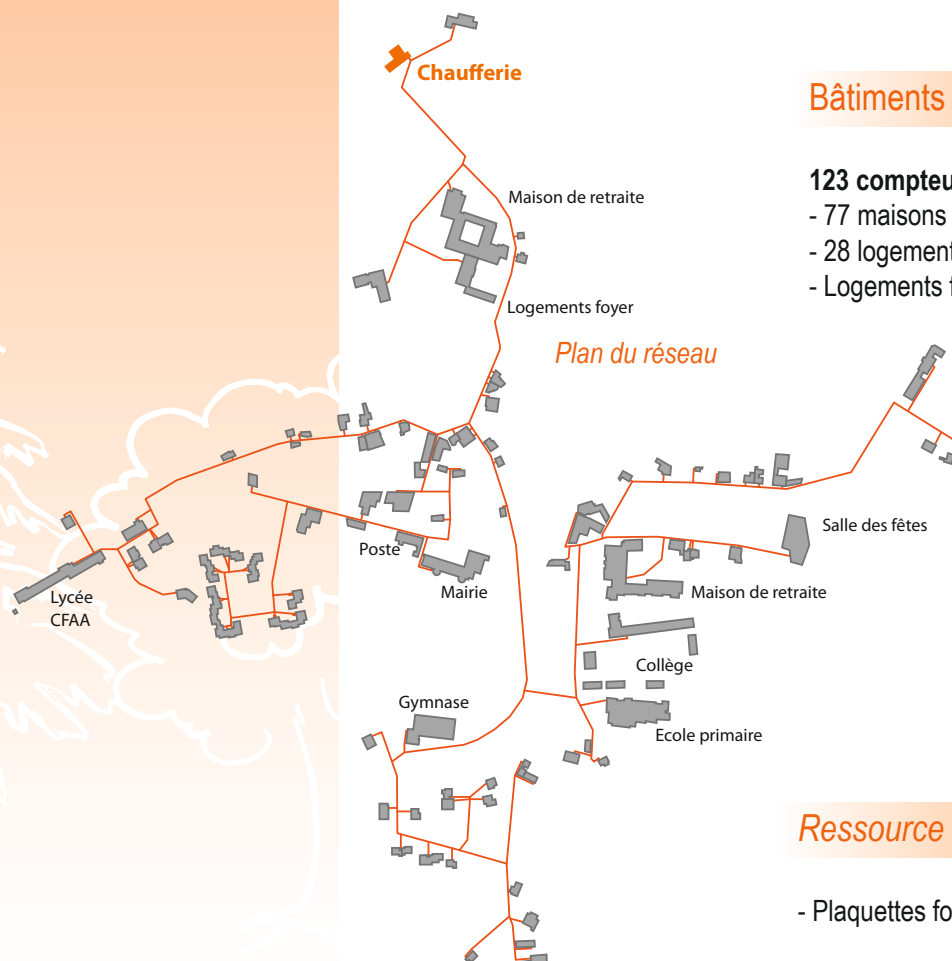 Chaufferie
Bâtiments
123 compteu
- 77 maisons
- 28 logement
- Logements f
Maison de retraite
Logements foyer
Plan du réseau
Salle des fêtes
Poste
Mairie
Maison de retraite
Lycée
CFAA
Collège
Gymnase
Ecole primaire
Ressource
- Plaquettes fo